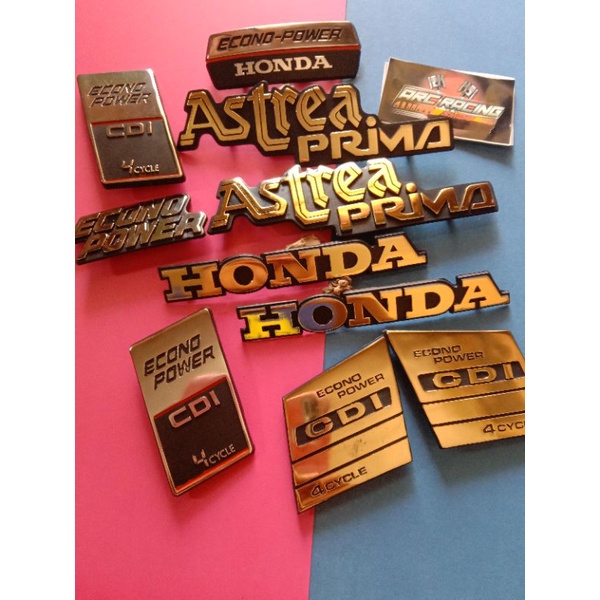 ECONO-POWER
HONDA
ECONO
POWER
CDI
4 CYCLE
Astrea
PRiMA
RACING
Astrea
PRiMA
ECONO
POWER
HONDA
HONDA
ECONO
POWER
CDI
4 CYCLE
ECONO
POWER
CDI
4 CYCLE
ECONO
POWER
CDI
4 CYCLE